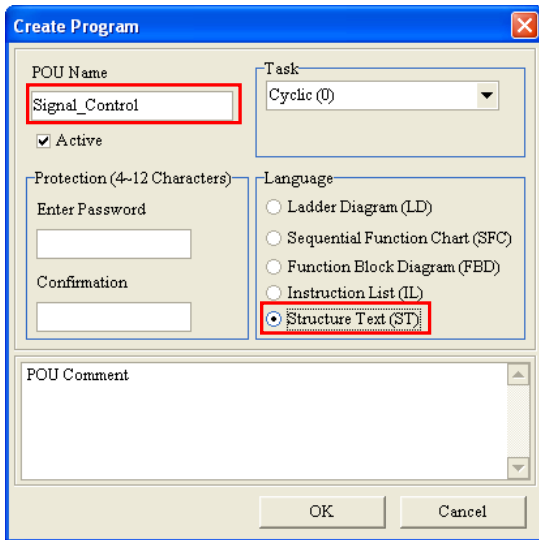 Create Program
POU Name
Signal_Control
Active
Task
Cyclic (0)
Protection (4~12 Characters)
Enter Password
Confirmation
Language
Ladder Diagram (LD)
Sequential Function Chart (SFC)
Function Block Diagram (FBD)
Instruction List (IL)
Structure Text (ST)
POU Comment
OK
Cancel